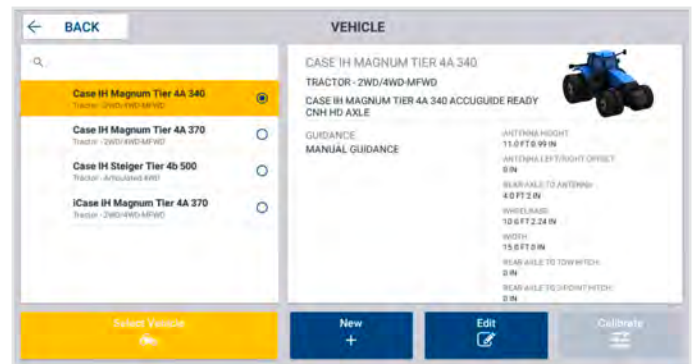 BACK
VEHICLE
Case IH Magnum Tier 4A 340
Tractor - 2WD/4WD-MFWD
Case IH Magnum Tier 4A 370
Tractor - 2WD/4WD-MFWD
Case IH Steiger Tier 4b 500
Tractor - Articulated 4WD
iCase IH Magnum Tier 4A 370
Tractor - 2WD/4WD-MFWD
Select Vehicle
CASE IH MAGNUM TIER 4A 340
TRACTOR - 2WD/4WD-MFWD
CASE IH MAGNUM TIER 4A 340 ACCUGUIDE READY
CNH HD AXLE
GUIDANCE
MANUAL GUIDANCE
ANTENNA HEIGHT:
11.0 FT 0.99 IN
ANTENNA LEFT/RIGHT OFFSET:
0 IN
REAR AXLE TO ANTENNA:
4.0 FT 2 IN
WHEELBASE:
10.0 FT 2.24 IN
WIDTH:
15.0 FT 0 IN
REAR AXLE TO TOW HITCH:
0 IN
REAR AXLE TO 3-POINT HITCH:
0 IN
New
+
Edit
Calibrate